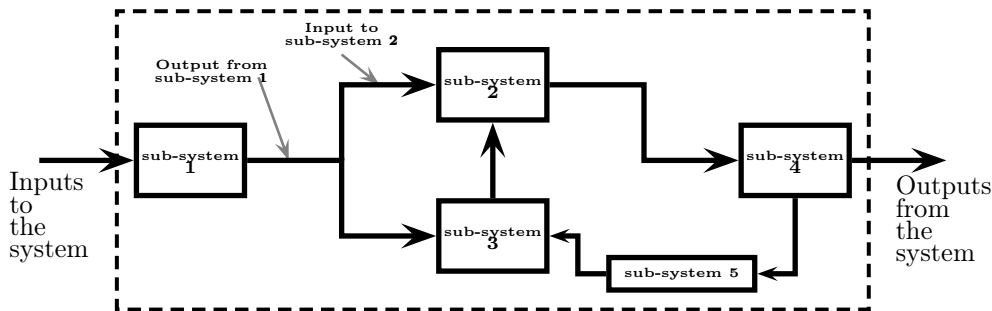 Input to
sub-system 2
Output from
sub-system 1
sub-system
2
sub-system
1
sub-system
4
Inputs
to
the
system
Outputs
from
the
system
sub-system
3
sub-system 5